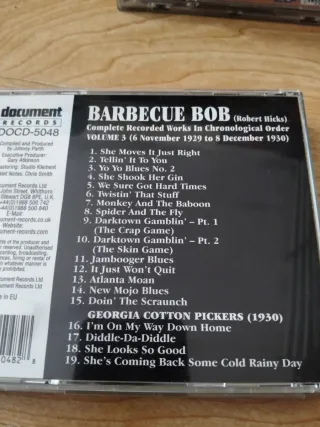 document
RECORDS
DOCD-5048
Compiled and Produced
by Johnny Parth
Executive Producer:
Gary Atkinson
Chris Smith
BARBECUE BOB (Robert Hicks)
Complete Recorded Works In Chronological Order
VOLUME 3 (6 November 1929 to 8 December 1930)
1. She Moves It Just Right
2. Tellin' It To You
3. Yo Yo Blues No. 2
4. She Shook Her Gin
5. We Sure Got Hard Times
6. Twistin' That Stuff
7. Monkey And The Baboon
8. Spider And The Fly
9. Darktown Gamblin' – Pt. 1
(The Crap Game)
10. Darktown Gamblin' – Pt. 2
(The Skin Game)
11. Jambooger Blues
12. It Just Won't Quit
13. Atlanta Moan
14. New Mojo Blues
15. Doin' The Scraunch
GEORGIA COTTON PICKERS (1930)
16. I'm On My Way Down Home
17. Diddle-Da-Diddle
18. She Looks So Good
19. She's Coming Back Some Cold Rainy Day
in EU